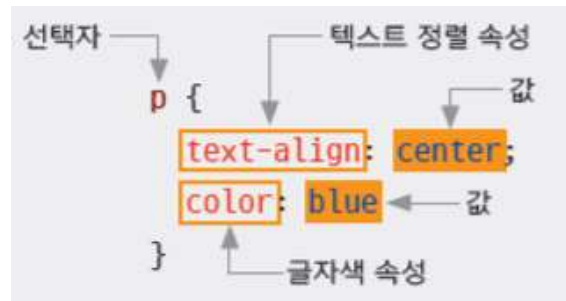 선택자 텍스트 정렬 속성
값
p {
text-align: center;
color: blue 값
}
글자색 속성